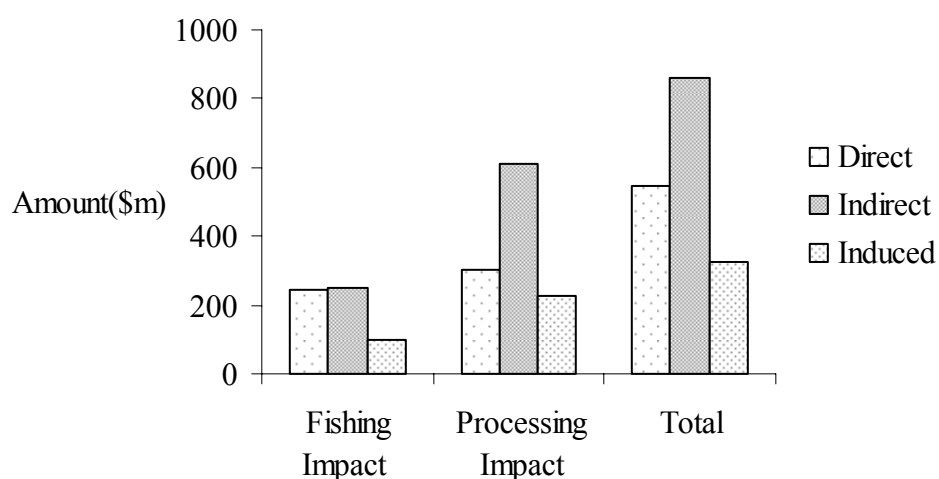 1000
800
600
400
200
0
Amount($m)
Fishing
Impact
Processing
Impact
Total
Direct
Indirect
Induced